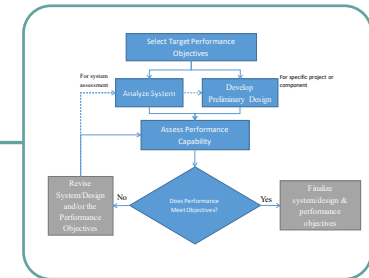 Select Target Performance
Objectives
For system
assessment
Analyze System
Develop
Preliminary Design
For specific project or
component
Assess Performance
Capability
Revise
System/Design
and/or the
Performance
Objectives
No
Does Performance
Meet Objectives?
Yes
Finalize
system/design &
performance
objectives